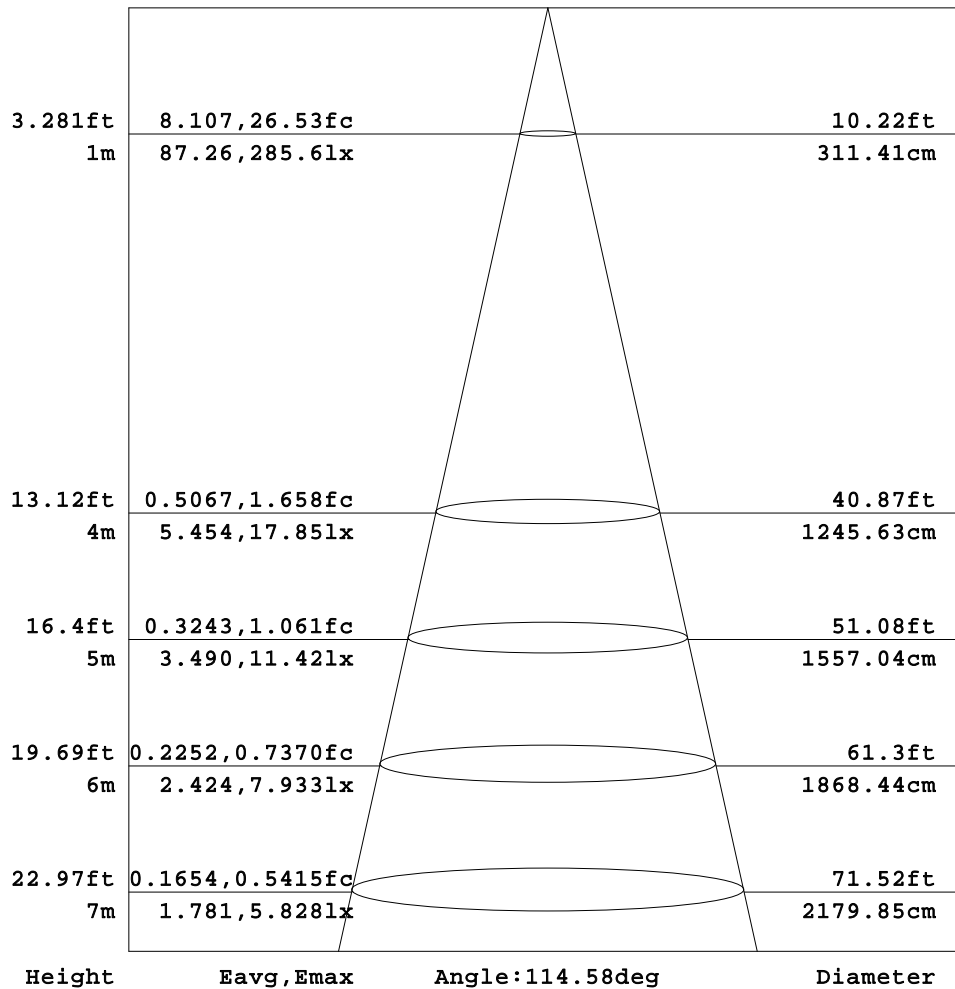 3.281ft 8.107,26.53fc 10.22ft
1m 87.26,285.6lx 311.41cm
13.12ft 0.5067,1.658fc 40.87ft
4m 5.454,17.85lx 1245.63cm
16.4ft 0.3243,1.061fc 51.08ft
5m 3.490,11.42lx 1557.04cm
19.69ft 0.2252,0.7370fc 61.3ft
6m 2.424,7.933lx 1868.44cm
22.97ft 0.1654,0.5415fc 71.52ft
7m 1.781,5.828lx 2179.85cm
Height Eavg,Emax Angle:114.58deg Diameter